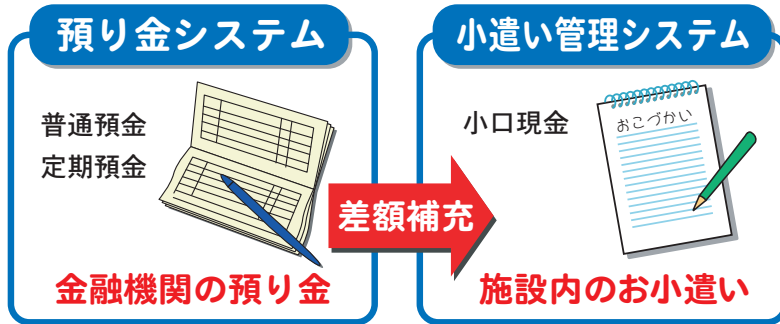 預り金システム
普通預金
定期預金
金融機関の預り金
差額補充
小遣い管理システム
小口現金
おこづかい
施設内のお小遣い